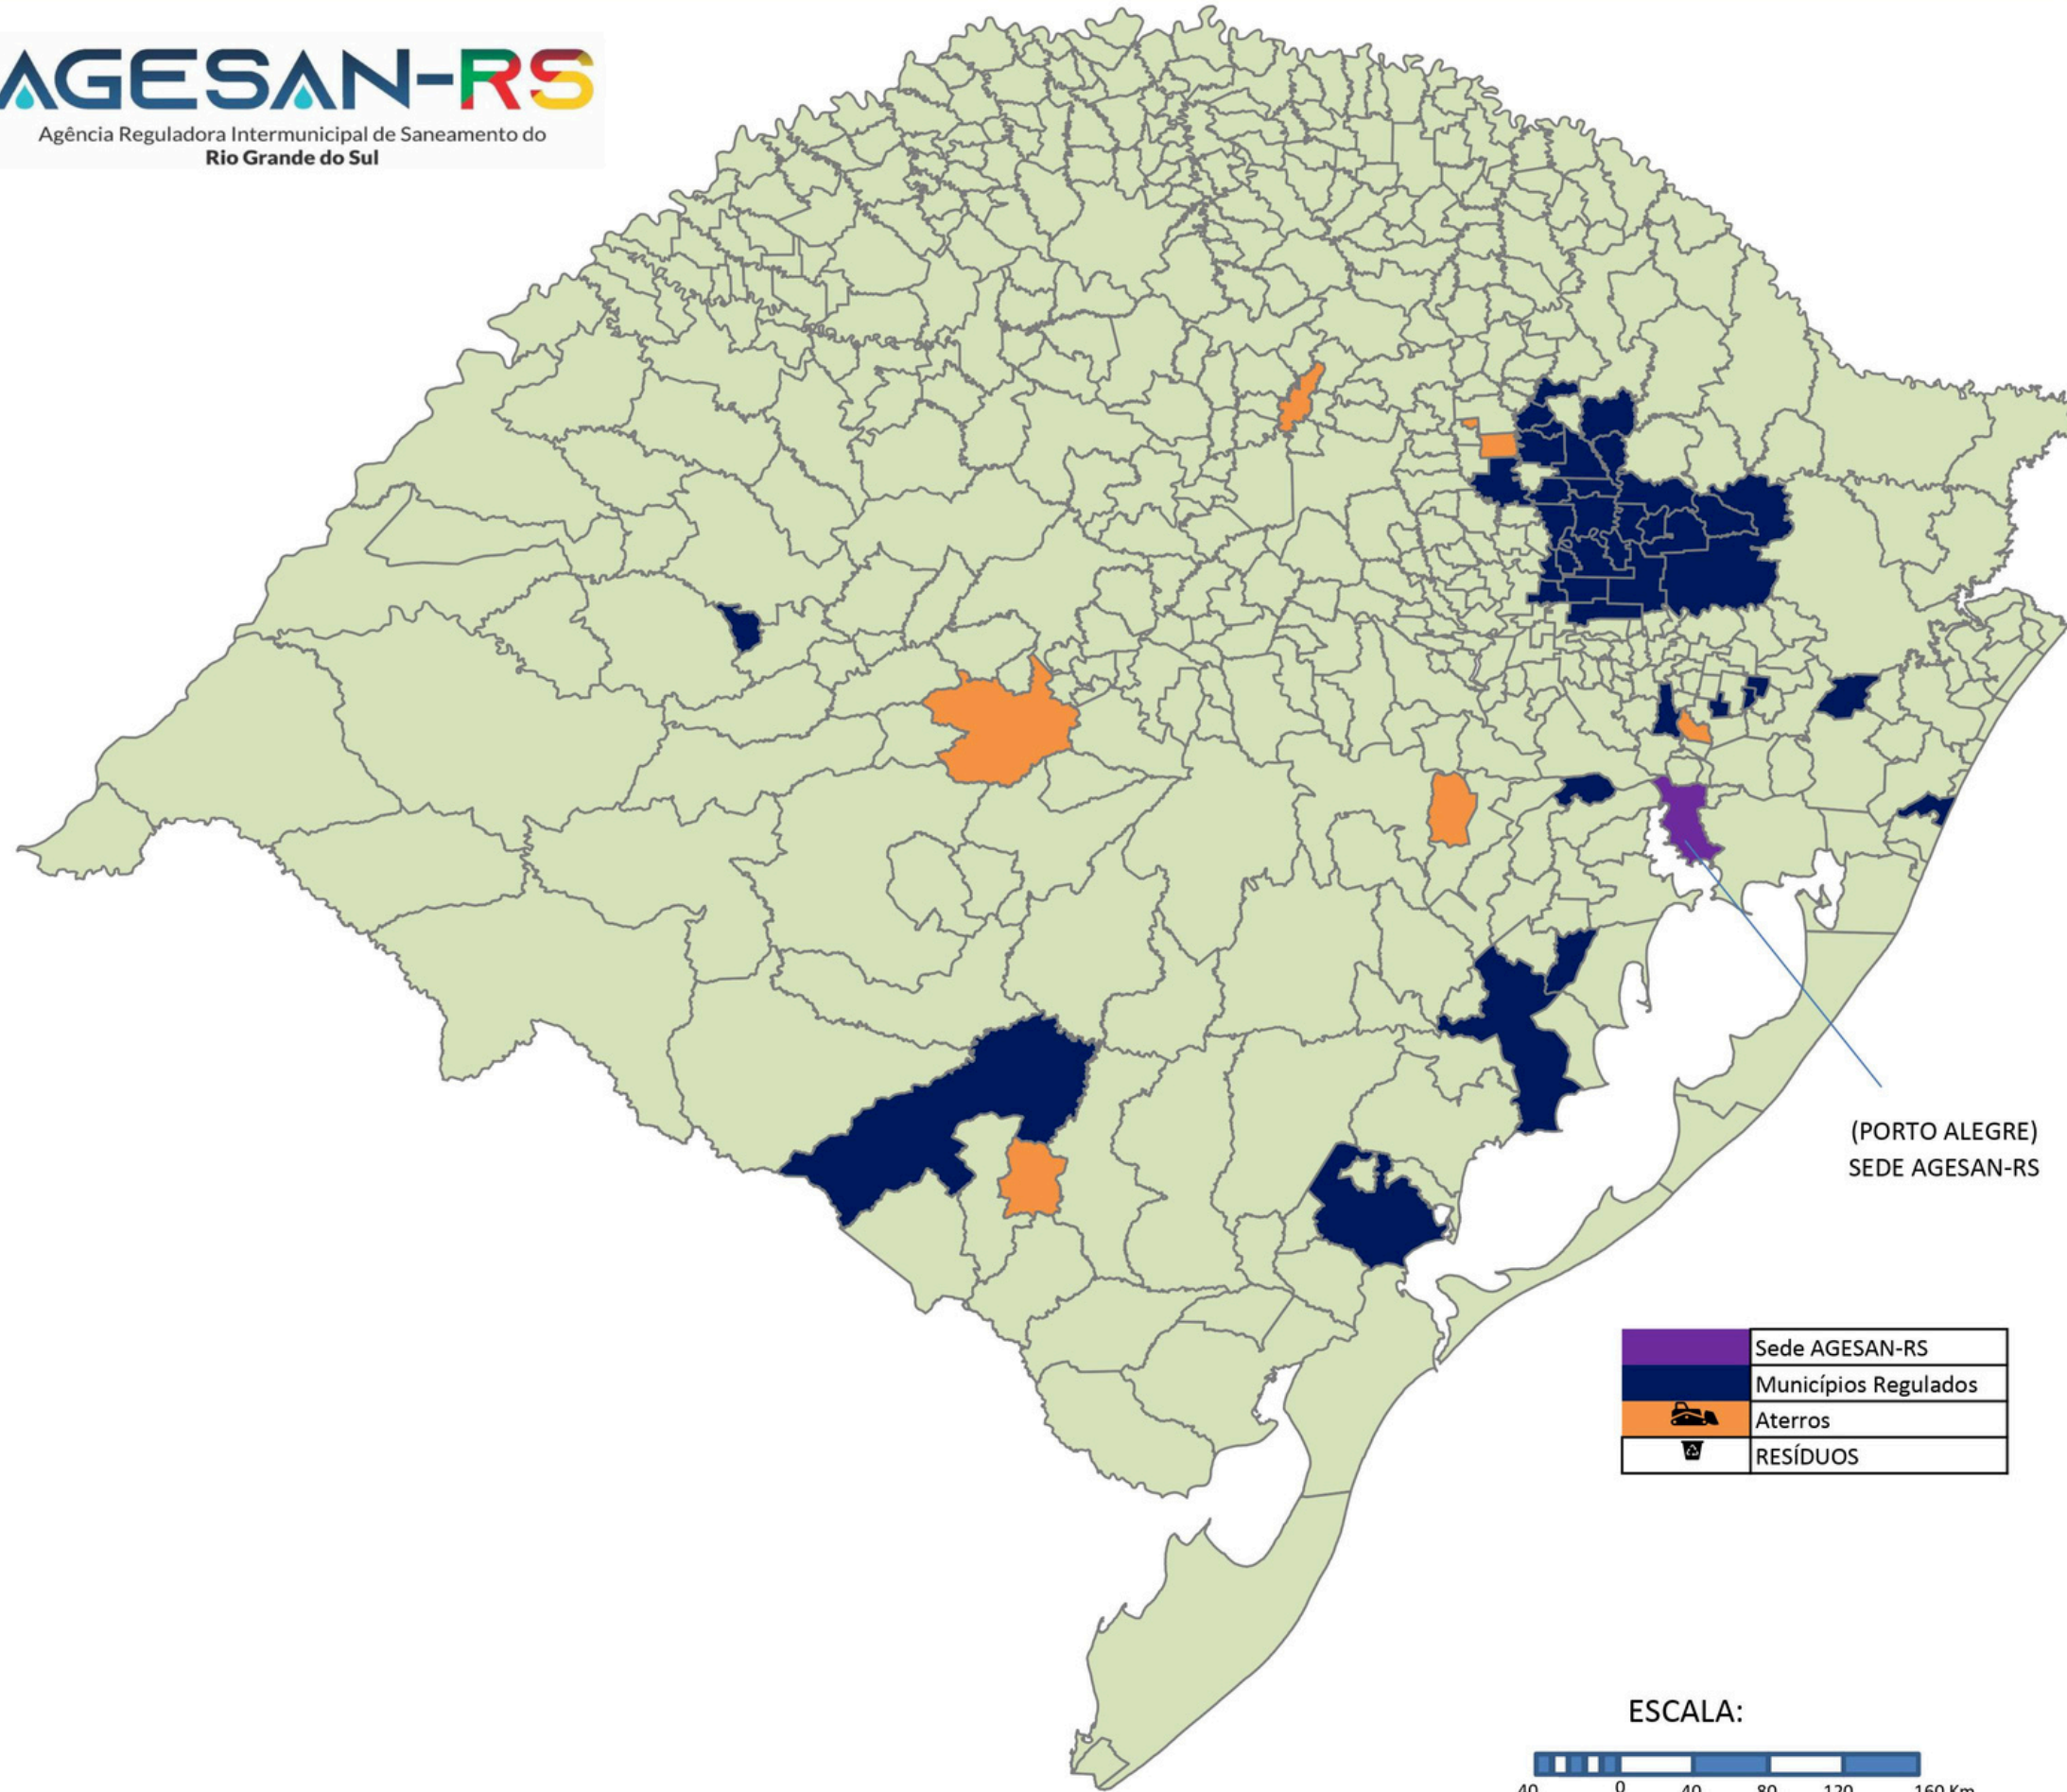 AGESAN-RS
Agência Reguladora Intermunicipal de Saneamento do
Rio Grande do Sul
(PORTO ALEGRE)
SEDE AGESAN-RS
Sede AGESAN-RS
Municípios Regulados
Aterros
RESÍDUOS
ESCALA:
40 0 40 80 120 160 Km